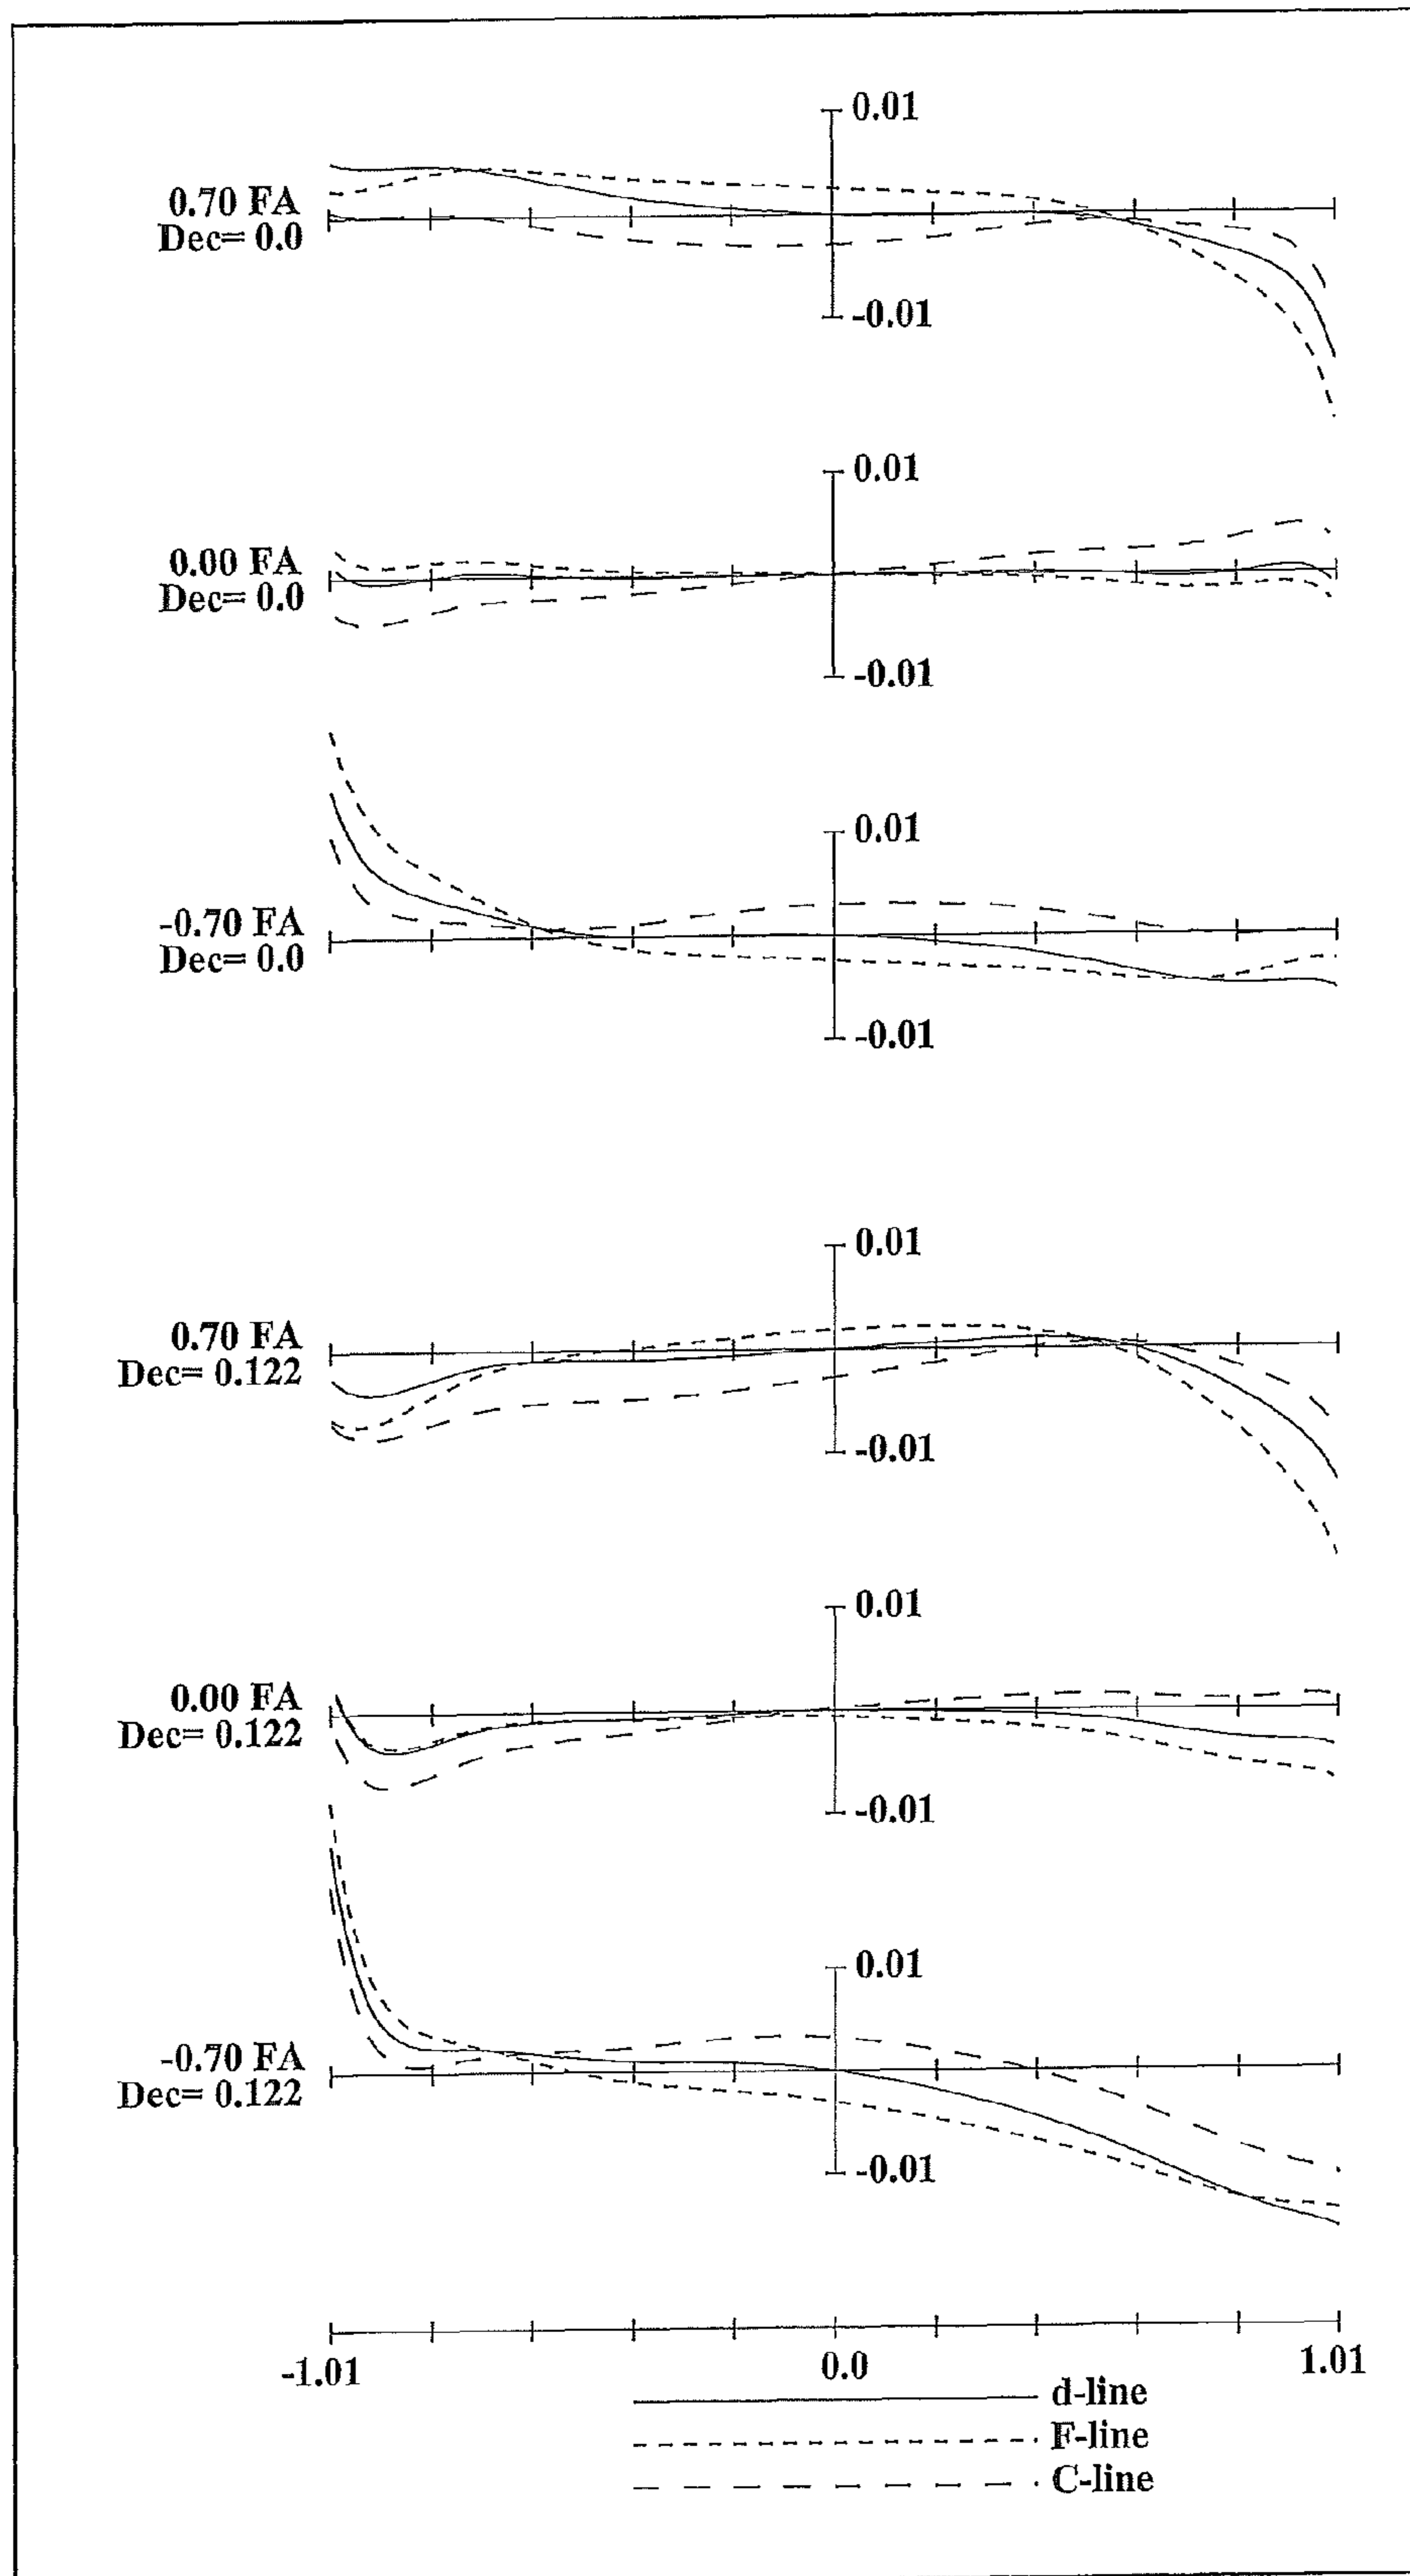 0.01
0.70 FA
Dec= 0.0
-0.01
0.01
0.00 FA
Dec= 0.0
-0.01
0.01
-0.70 FA
Dec= 0.0
-0.01
0.01
0.70 FA
Dec= 0.122
-0.01
0.01
0.00 FA
Dec= 0.122
-0.01
0.01
-0.70 FA
Dec= 0.122
-0.01
-1.01 0.0 1.01
d-line
F-line
C-line